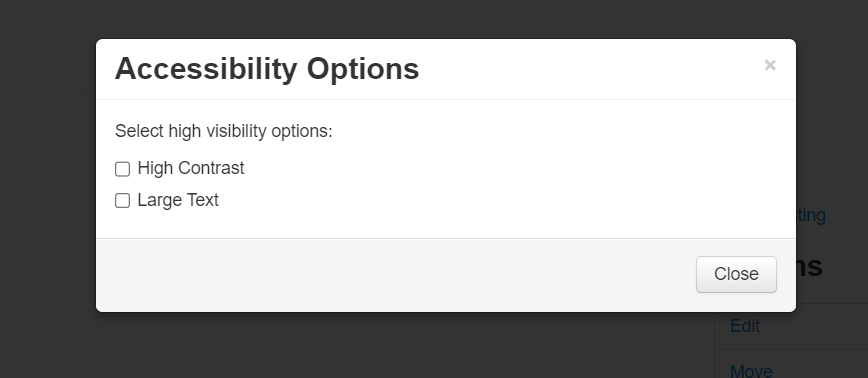 Accessibility Options
×
Select high visibility options:
High Contrast
Large Text
Close
Edit
Move